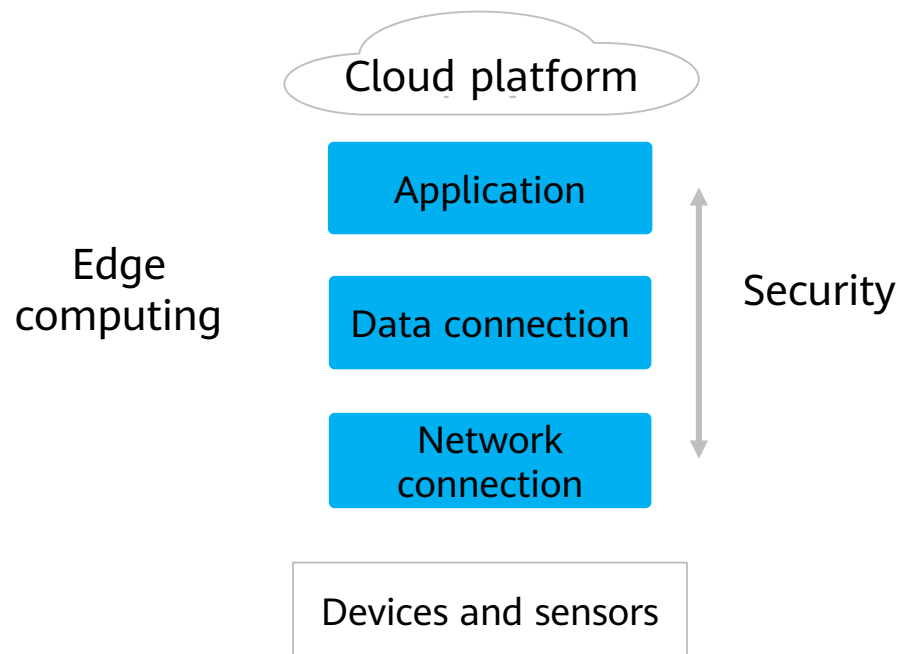 Cloud platform
Application
Edge
computing
Data connection
Security
Network
connection
Devices and sensors